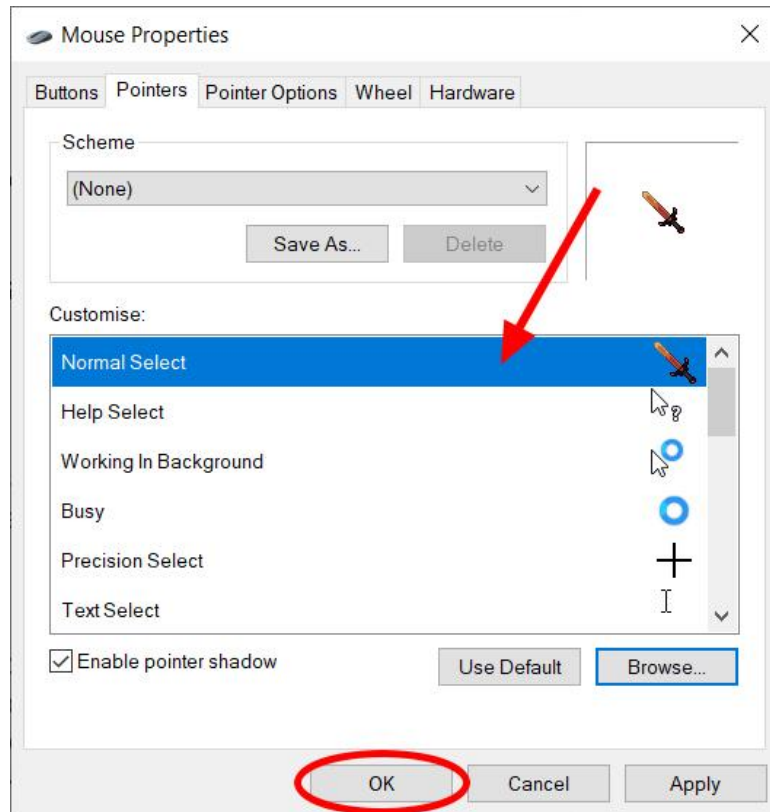 Mouse Properties
Buttons Pointers Pointer Options Wheel Hardware
Scheme
(None)
Save As... Delete
Customise:
Normal Select
Help Select
Working In Background
Busy
Precision Select
Text Select
Enable pointer shadow Use Default Browse...
OK Cancel Apply